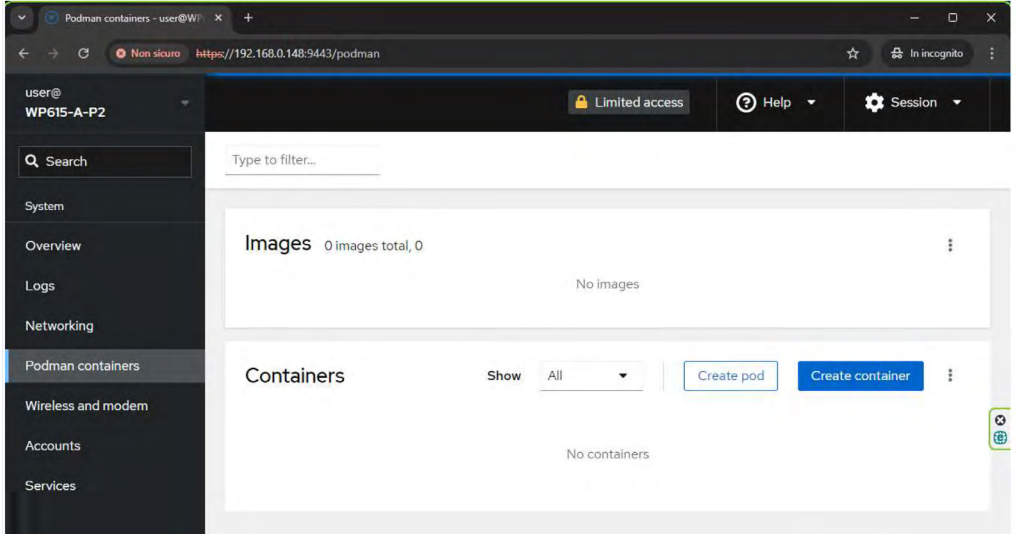 Podman containers - user@WP
Non sicuro https://192.168.0.148:9443/podman In incognito
user@
WP615-A-P2
Limited access Help Session
Search
Type to filter...
System
Overview
Logs
Networking
Podman containers
Wireless and modem
Accounts
Services
Images 0 images total, 0
No images
Containers Show All Create pod Create container
No containers